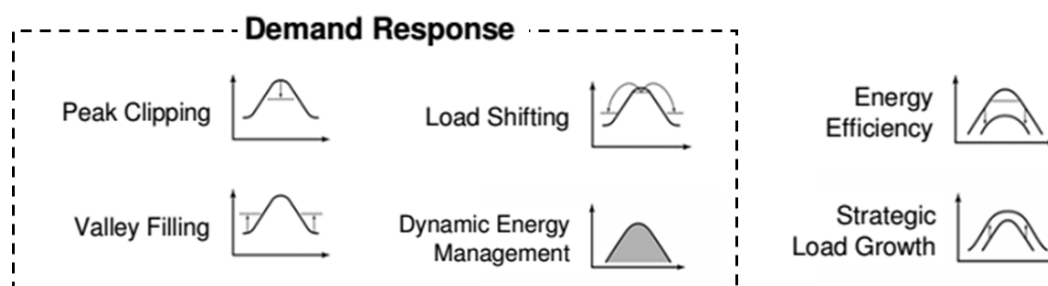 Demand Response
Peak Clipping
Load Shifting
Energy
Efficiency
Valley Filling
Dynamic Energy
Management
Strategic
Load Growth